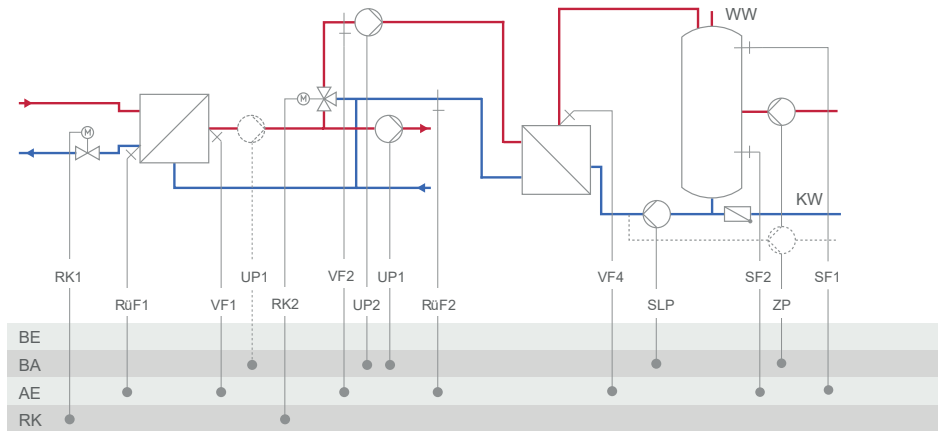 WW
M
M
KW
RK1
UP1
VF2
UP1
VF4
SF2
SF1
RüF1
VF1
RK2
UP2
RüF2
SLP
ZP
BE
BA
AE
RK